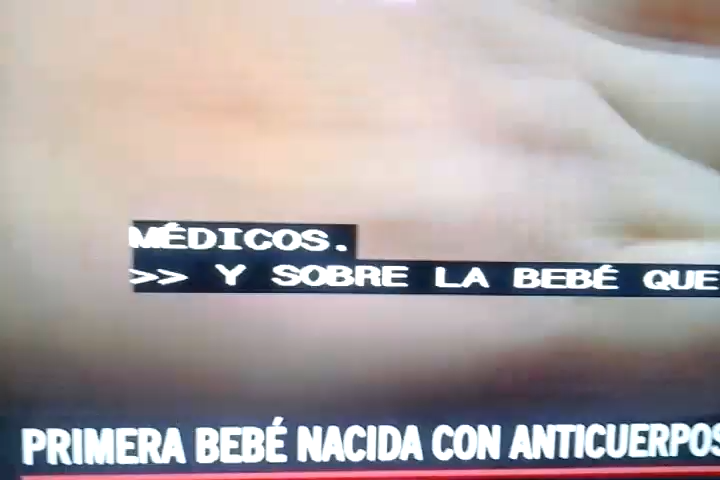 MÉDICOS.
>> Y SOBRE LA BEBÉ QUE
PRIMERA BEBÉ NACIDA CON ANTICUERPOS